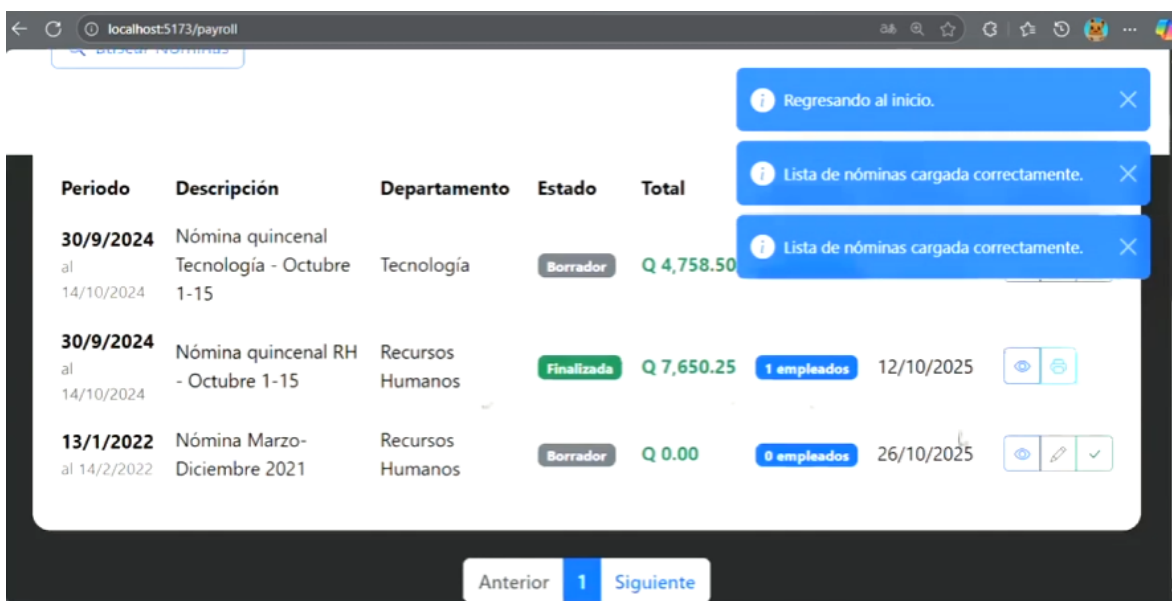 localhost:5173/payroll
Buscar Nóminas
Regresando al inicio.
Lista de nóminas cargada correctamente.
Lista de nóminas cargada correctamente.
Periodo Descripción Departamento Estado Total
30/9/2024
al
14/10/2024
Nómina quincenal
Tecnología - Octubre
1-15
Tecnología
Borrador
Q 4,758.50
30/9/2024
al
14/10/2024
Nómina quincenal RH
- Octubre 1-15
Recursos
Humanos
Finalizada
Q 7,650.25
1 empleados
12/10/2025
13/1/2022
al 14/2/2022
Nómina Marzo-
Diciembre 2021
Recursos
Humanos
Borrador
Q 0.00
0 empleados
26/10/2025
Anterior 1 Siguiente